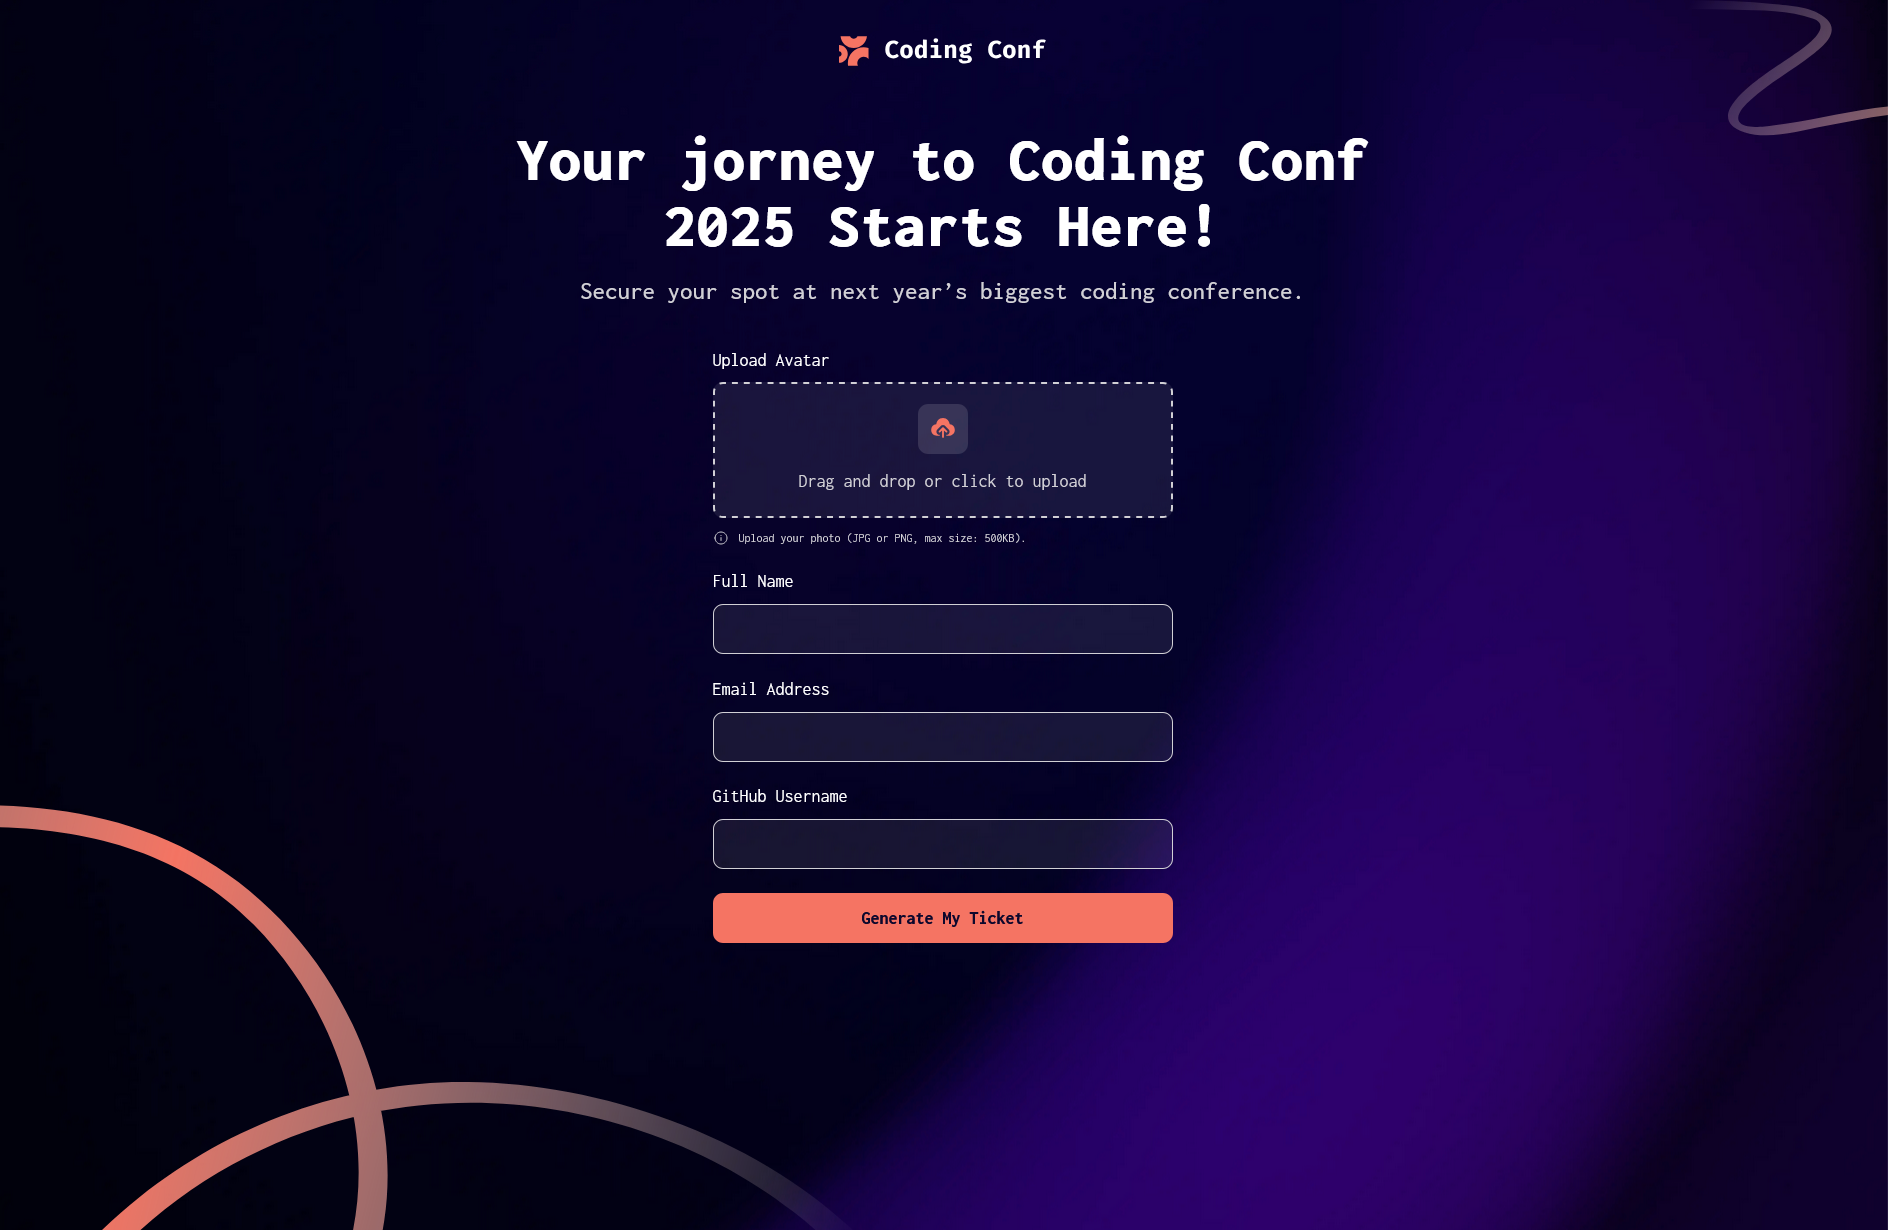 Coding Conf
Your jorney to Coding Conf
2025 Starts Here!
Secure your spot at next year’s biggest coding conference.
Upload Avatar
Drag and drop or click to upload
Upload your photo (JPG or PNG, max size: 500KB).
Full Name
Email Address
GitHub Username
Generate My Ticket